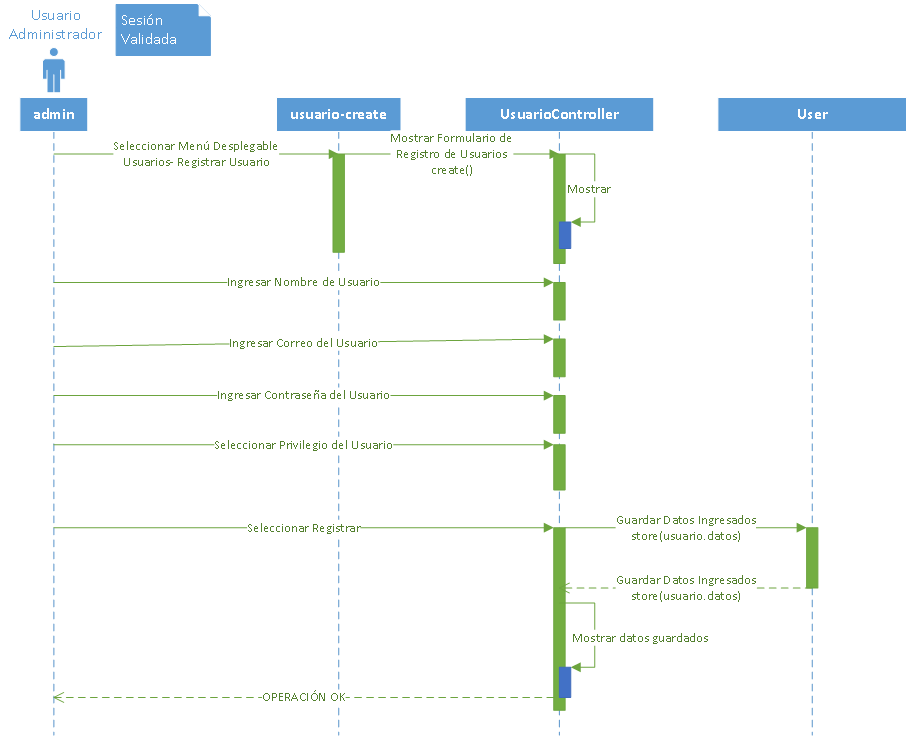 Usuario
Administrador
Sesión
Validada
admin
usuario-create
UsuarioController
User
Seleccionar Menú Desplegable
Usuarios- Registrar Usuario
Mostrar Formulario de
Registro de Usuarios
create()
Mostrar
Ingresar Nombre de Usuario
Ingresar Correo del Usuario
Ingresar Contraseña del Usuario
Seleccionar Privilegio del Usuario
Seleccionar Registrar
Guardar Datos Ingresados
store(usuario.datos)
Guardar Datos Ingresados
store(usuario.datos)
Mostrar datos guardados
OPERACIÓN OK